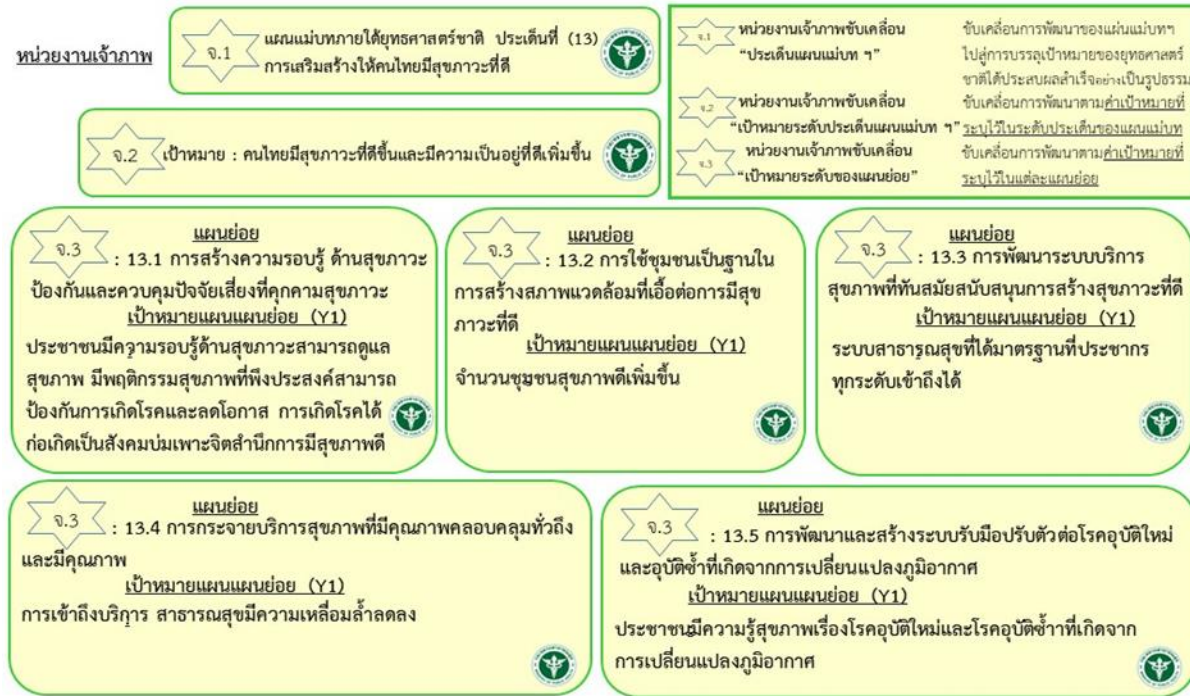 หน่วยงานเจ้าภาพ
จ.1
แผนแม่บทภายใต้ยุทธศาสตร์ชาติ ประเด็นที่ (13)
การเสริมสร้างให้คนไทยมีสุขภาวะที่ดี
จ.2
เป้าหมาย : คนไทยมีสุขภาวะที่ดีขึ้นและมีความเป็นอยู่ที่ดีเพิ่มขึ้น
จ.1
หน่วยงานเจ้าภาพขับเคลื่อน
"ประเด็นแผนแม่บท ฯ"
ขับเคลื่อนการพัฒนาของแผ่นแม่บทฯ
ไปสู่การบรรลุเป้าหมายของยุทธศาสตร์
ชาติได้ประสบผลสำเร็จอย่างเป็นรูปธรรม
จ.2
หน่วยงานเจ้าภาพขับเคลื่อน
"เป้าหมายระดับประเด็นแผนแม่บท ฯ"
ขับเคลื่อนการพัฒนาตามค่าเป้าหมายที่
ระบุไว้ในระดับประเด็นของแผนแม่บท
จ.3
หน่วยงานเจ้าภาพขับเคลื่อน
"เป้าหมายระดับของแผนย่อย"
ขับเคลื่อนการพัฒนาตามค่าเป้าหมายที่
ระบุไว้ในแต่ละแผนย่อย
แผนย่อย
จ.3
: 13.1 การสร้างความรอบรู้ ด้านสุขภาวะ
ป้องกันและควบคุมปัจจัยเสี่ยงที่คุกคามสุขภาวะ
เป้าหมายแผนแผนย่อย (Y1)
ประชาชนมีความรอบรู้ด้านสุขภาวะสามารถดูแล
สุขภาพ มีพฤติกรรมสุขภาพที่พึงประสงค์สามารถ
ป้องกันการเกิดโรคและลดโอกาส การเกิดโรคได้
ก่อเกิดเป็นสังคมบ่มเพาะจิตสำนึกการมีสุขภาพดี
แผนย่อย
จ.3
: 13.2 การใช้ชุมชนเป็นฐานใน
การสร้างสภาพแวดล้อมที่เอื้อต่อการมีสุข
ภาวะที่ดี
เป้าหมายแผนแผนย่อย (Y1)
จำนวนชุมชนสุขภาพดีเพิ่มขึ้น
แผนย่อย
จ.3
: 13.3 การพัฒนาระบบบริการ
สุขภาพที่ทันสมัยสนับสนุนการสร้างสุขภาวะที่ดี
เป้าหมายแผนแผนย่อย (Y1)
ระบบสาธารณสุขที่ได้มาตรฐานที่ประชากร
ทุกระดับเข้าถึงได้
แผนย่อย
จ.3
: 13.4 การกระจายบริการสุขภาพที่มีคุณภาพคลอบคลุมทั่วถึง
และมีคุณภาพ
เป้าหมายแผนแผนย่อย (Y1)
การเข้าถึงบริการ สาธารณสุขมีความเหลื่อมล้ำลดลง
แผนย่อย
จ.3
: 13.5 การพัฒนาและสร้างระบบรับมือปรับตัวต่อโรคอุบัติใหม่
และอุบัติซ้ำที่เกิดจากการเปลี่ยนแปลงภูมิอากาศ
เป้าหมายแผนแผนย่อย (Y1)
ประชาชนมีความรู้สุขภาพเรื่องโรคอุบัติใหม่และโรคอุบัติซ้ำาที่เกิดจาก
การเปลี่ยนแปลงภูมิอากาศ